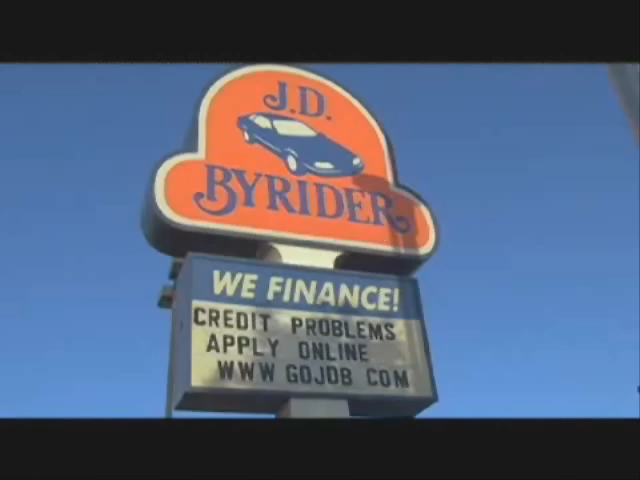 J.D.
BYRIDER
WE FINANCE!
CREDIT PROBLEMS
APPLY ONLINE
WWW GOJDB COM